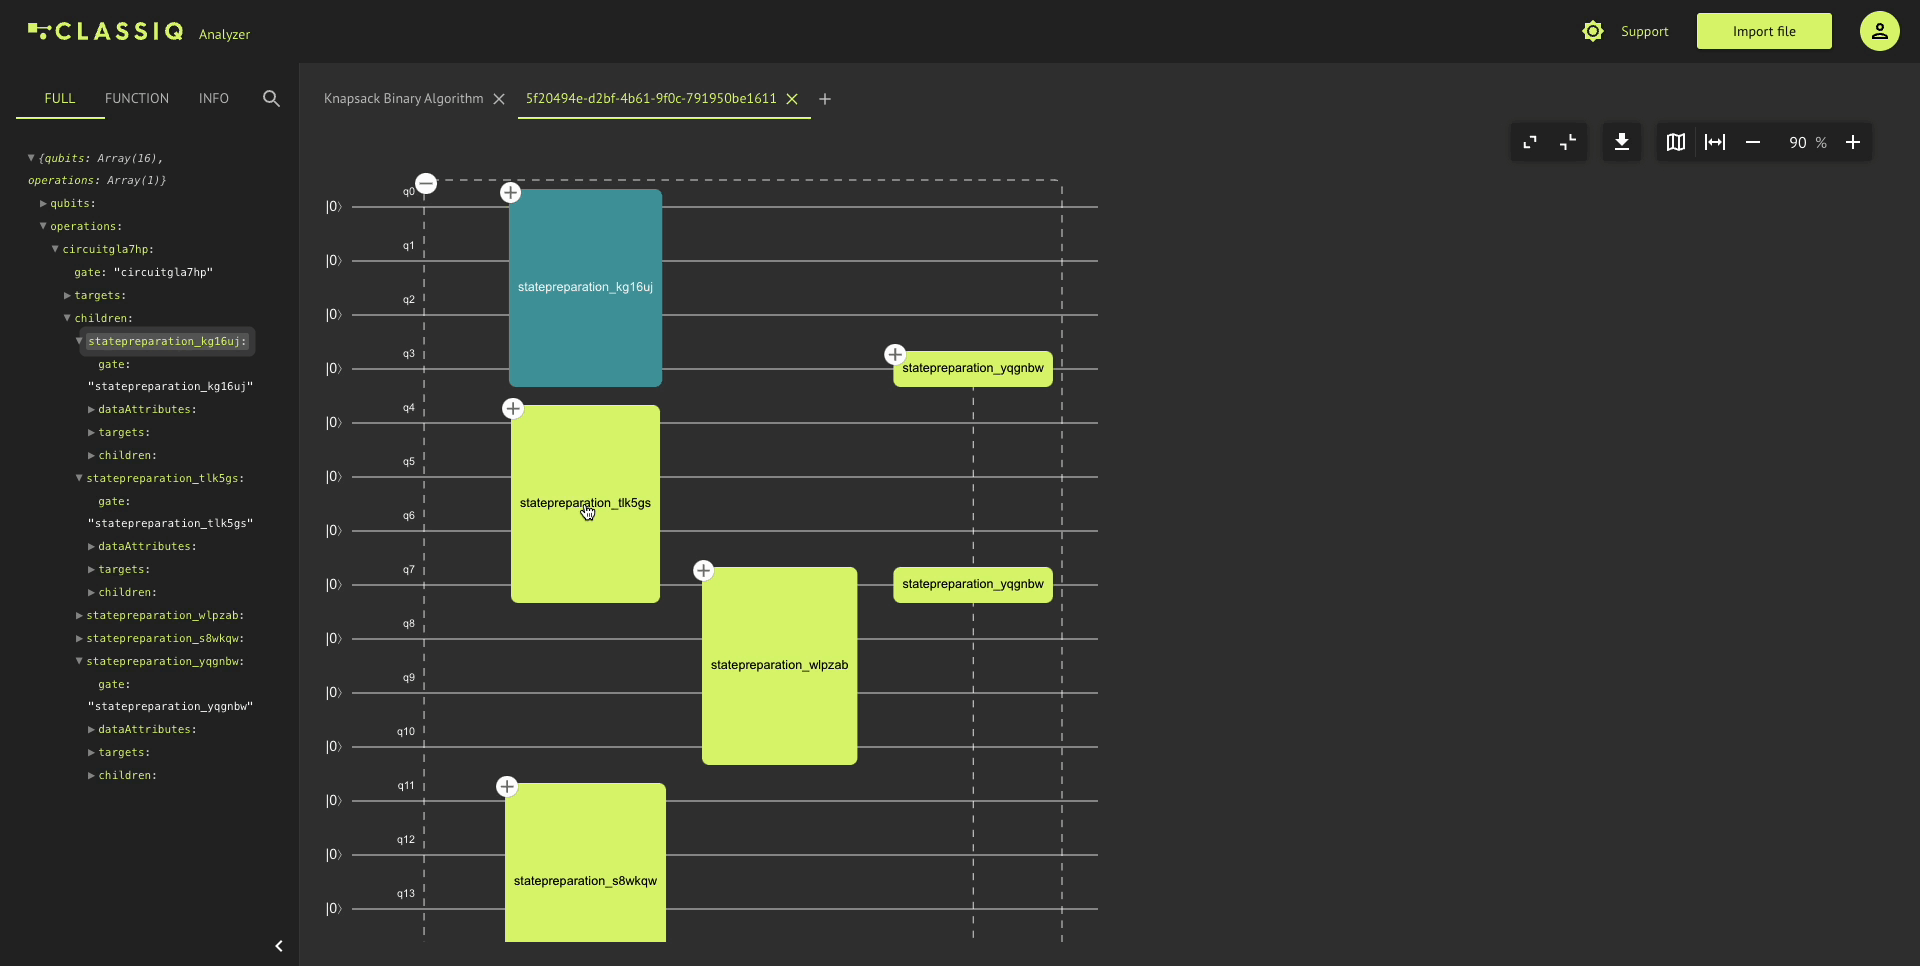 CLASSIQ Analyzer
Support
Import file
FULL FUNCTION INFO
Knapsack Binary Algorithm
5f20494e-d2bf-4b61-9f0c-791950be1611
90 %
{qubits: Array(16),
operations: Array(1)}
qubits:
operations:
circuitgla7hp:
gate: "circuitgla7hp"
targets:
children:
statepreparation_kg16uj:
gate:
"statepreparation_kg16uj"
dataAttributes:
targets:
children:
statepreparation_tlk5gs:
gate:
"statepreparation_tlk5gs"
dataAttributes:
targets:
children:
statepreparation_wlpzab:
statepreparation_s8wkqw:
statepreparation_yqgnbw:
gate:
"statepreparation_yqgnbw"
dataAttributes:
targets:
children:
q0
|0⟩
q1
|0⟩
statepreparation_kg16uj
q2
|0⟩
q3
|0⟩
statepreparation_yqgnbw
q4
|0⟩
q5
|0⟩
statepreparation_tlk5gs
q6
|0⟩
q7
|0⟩
statepreparation_yqgnbw
q8
|0⟩
statepreparation_wlpzab
q9
|0⟩
q10
|0⟩
q11
|0⟩
q12
|0⟩
statepreparation_s8wkqw
q13
|0⟩